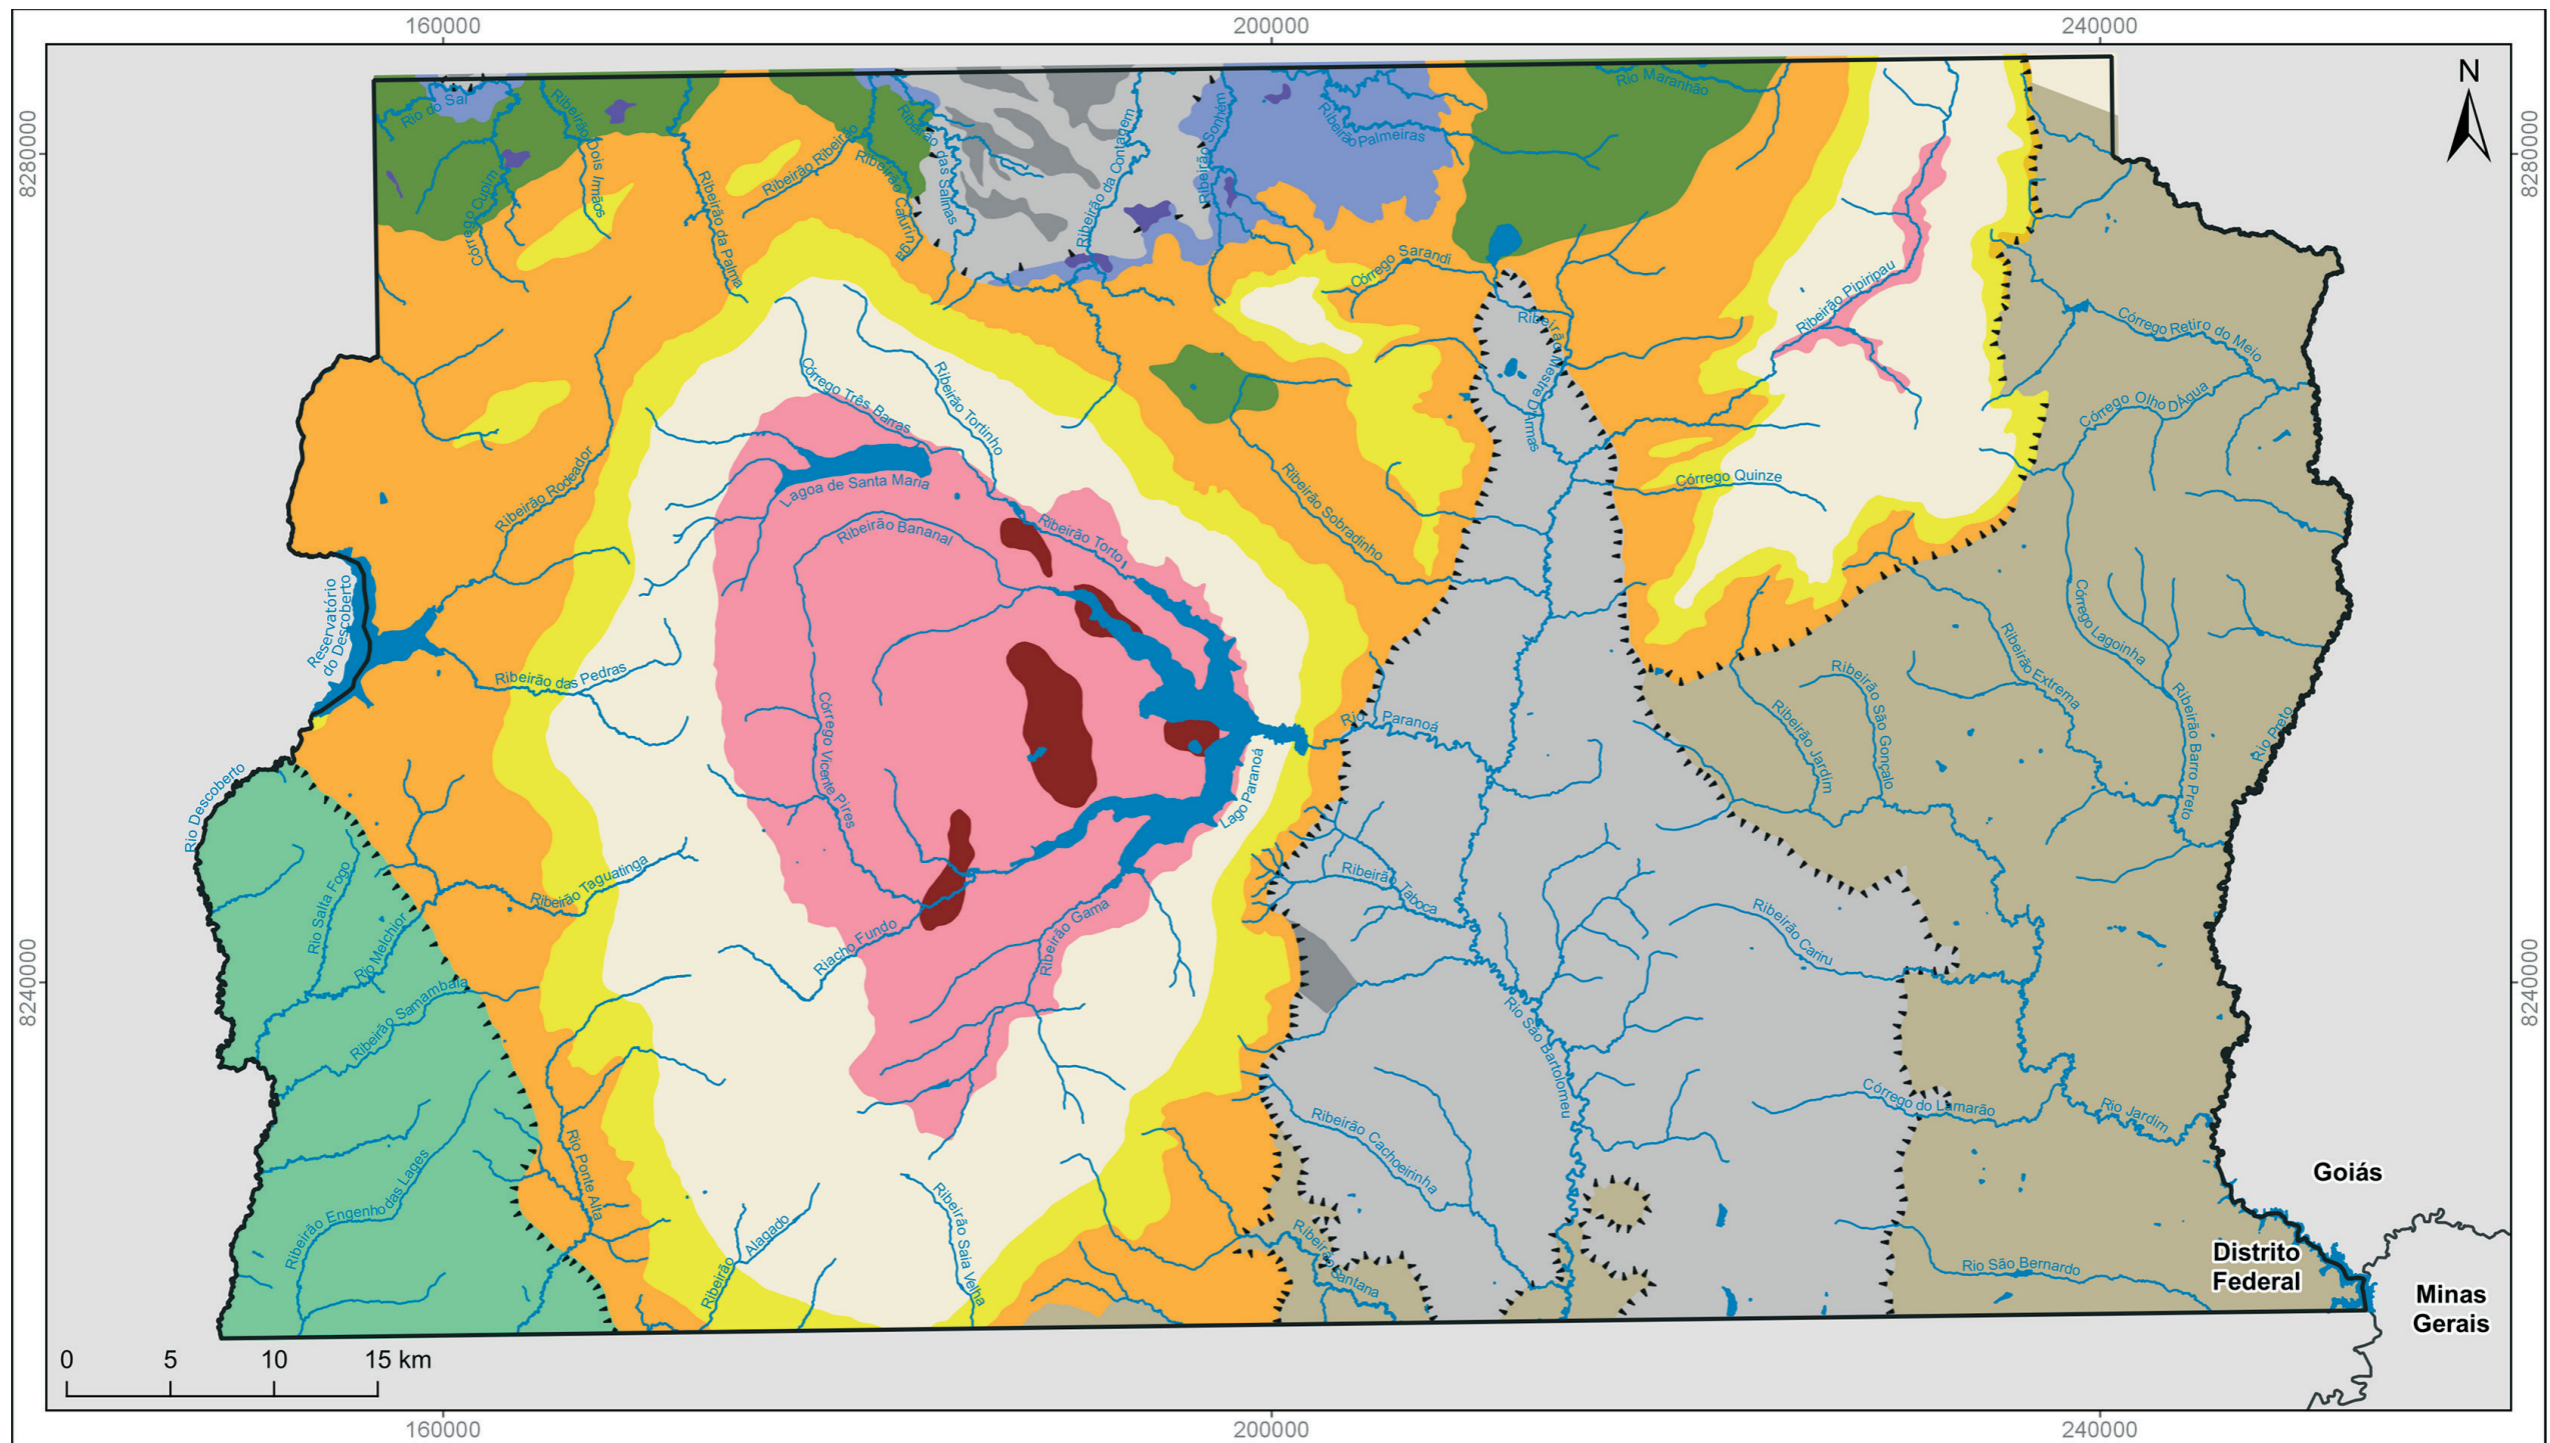 160000
200000
240000
N
8280000
8280000
Rio do Sal
Ribeirão Dois Irmãos
Córrego Cupim
Ribeirão da Palma
Ribeirão Ribeirão
Ribeirão Caturinga
Ribeirão das Salinas
Ribeirão da Contagem
Ribeirão Sonhém
Ribeirão Palmeiras
Rio Maranhão
Córrego Sarandi
Ribeirão Mestre D'Armas
Ribeirão Pipiripau
Córrego Retiro do Meio
Córrego Olho DÁgua
Córrego Três Barras
Ribeirão Tortinho
Lagoa de Santa Maria
Ribeirão Rodeador
Ribeirão Bananal
Ribeirão Torto
Ribeirão Sobradinho
Córrego Quinze
Reservatório
do Descoberto
Ribeirão das Pedras
Córrego Vicente Pires
Rio Paranoá
Lago Paranoá
Ribeirão Jardim
Ribeirão São Gonçalo
Ribeirão Extrema
Córrego Lagoinha
Ribeirão Barro Preto
Rio Preto
Rio Descoberto
Rio Salta Fogo
Rio Melchior
Ribeirão Taguatinga
Ribeirão Samambaia
Riacho Fundo
Ribeirão Gama
Ribeirão Taboca
Ribeirão Cariru
Rio São Bartolomeu
8240000
8240000
Ribeirão Engenho das Lages
Rio Ponte Alta
Ribeirão Alagado
Ribeirão Saia Velha
Ribeirão Cachoeirinha
Ribeirão Santana
Córrego do Lamarão
Rio Jardim
Rio São Bernardo
Goiás
Distrito
Federal
Minas
Gerais
0 5 10 15 km
160000
200000
240000